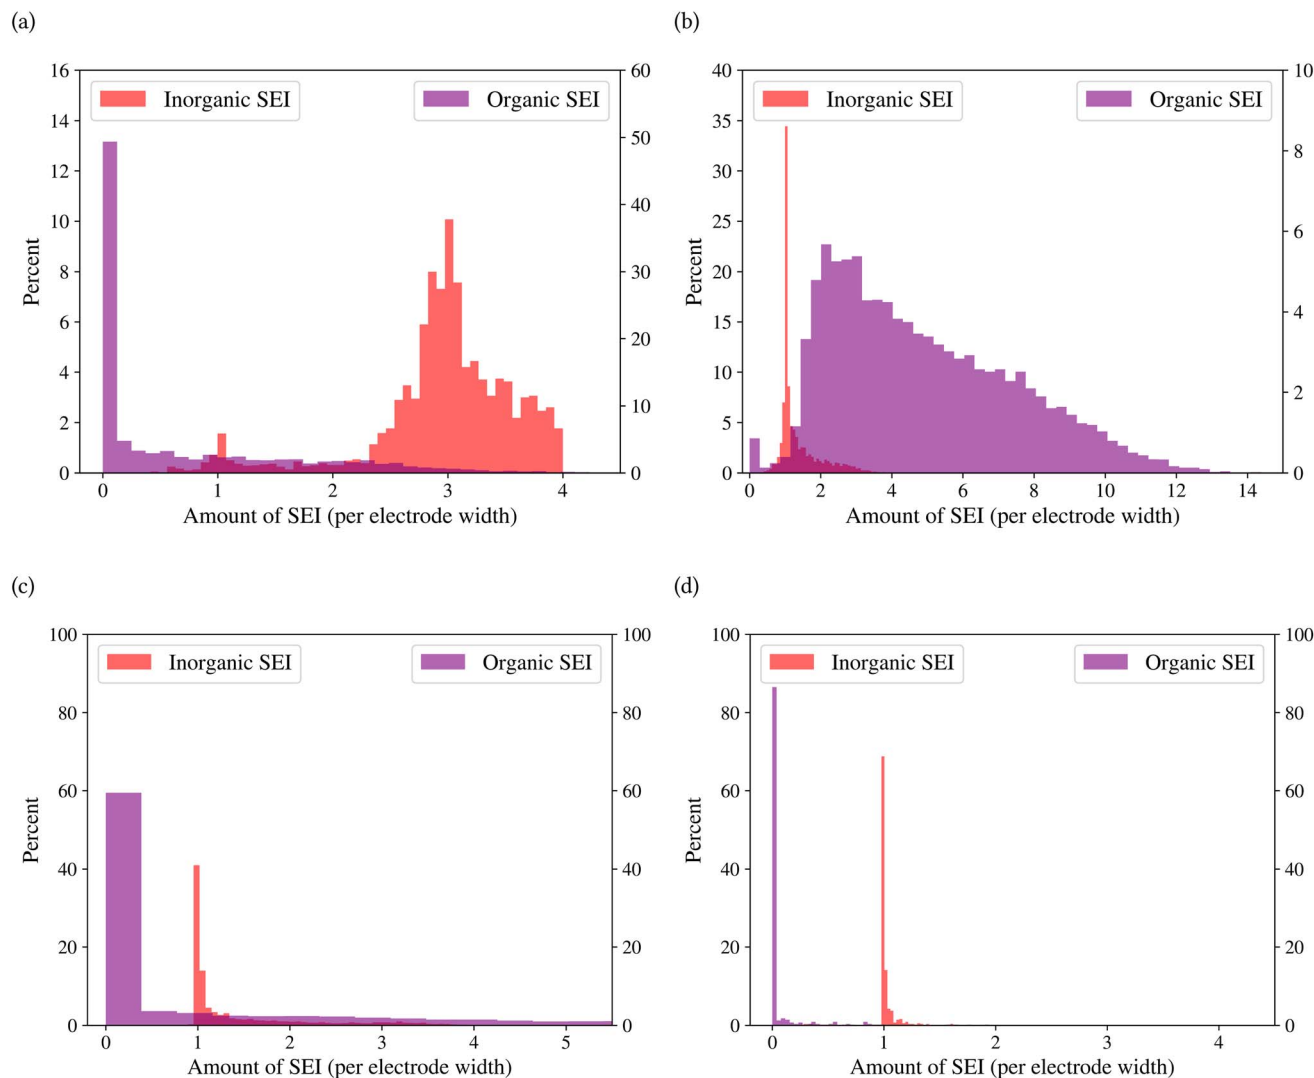 (a)
Inorganic SEI
Organic SEI
16
14
12
10
8
6
4
2
0
60
50
40
30
20
10
0
Percent
0 1 2 3 4
Amount of SEI (per electrode width)
(b)
Inorganic SEI
Organic SEI
40
35
30
25
20
15
10
5
0
10
8
6
4
2
0
Percent
0 2 4 6 8 10 12 14
Amount of SEI (per electrode width)
(c)
Inorganic SEI
Organic SEI
100
80
60
40
20
0
100
80
60
40
20
0
Percent
0 1 2 3 4 5
Amount of SEI (per electrode width)
(d)
Inorganic SEI
Organic SEI
100
80
60
40
20
0
100
80
60
40
20
0
Percent
0 1 2 3 4
Amount of SEI (per electrode width)